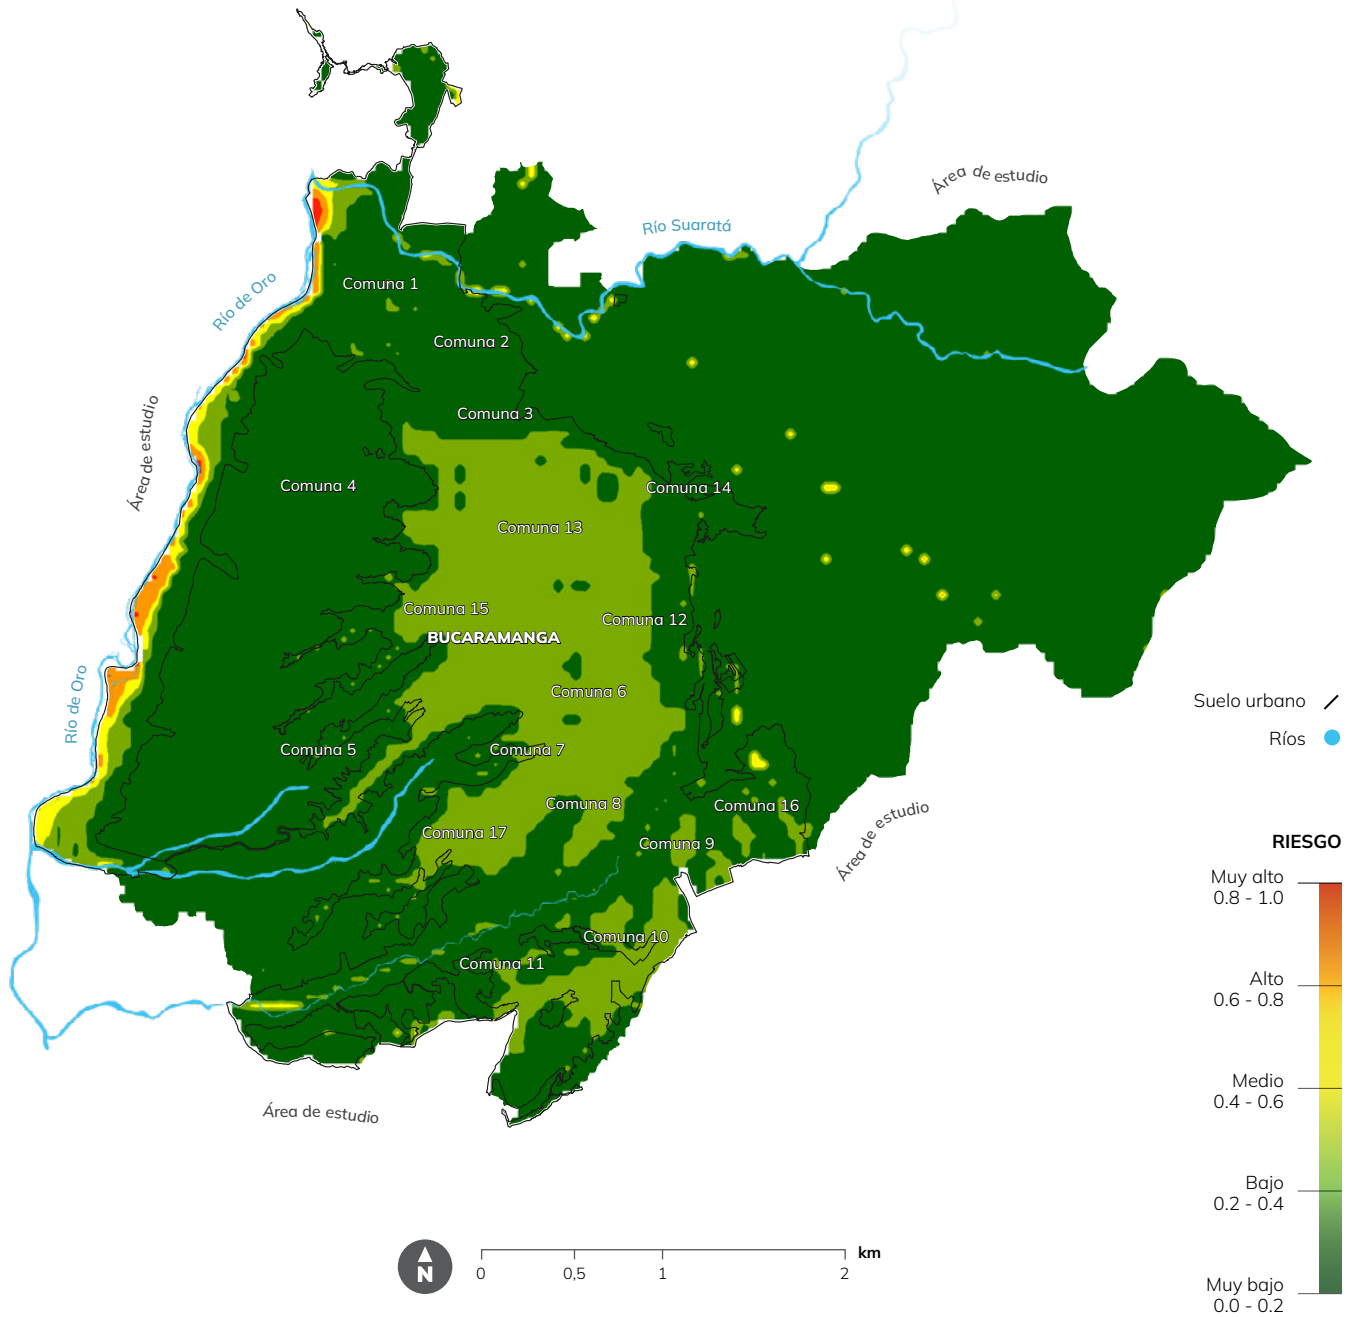 Área de estudio
Río Suaratá
Río de Oro
Comuna 1
Comuna 2
Área de estudio
Comuna 3
Comuna 4
Comuna 14
Comuna 13
Comuna 15
Comuna 12
BUCARAMANGA
Río de Oro
Comuna 6
Comuna 5
Comuna 7
Comuna 8
Comuna 16
Comuna 17
Comuna 9
Área de estudio
Comuna 10
Comuna 11
Área de estudio
Suelo urbano
Ríos
RIESGO
Muy alto
0.8 - 1.0
Alto
0.6 - 0.8
Medio
0.4 - 0.6
Bajo
0.2 - 0.4
Muy bajo
0.0 - 0.2
N
km
0 0,5 1 2